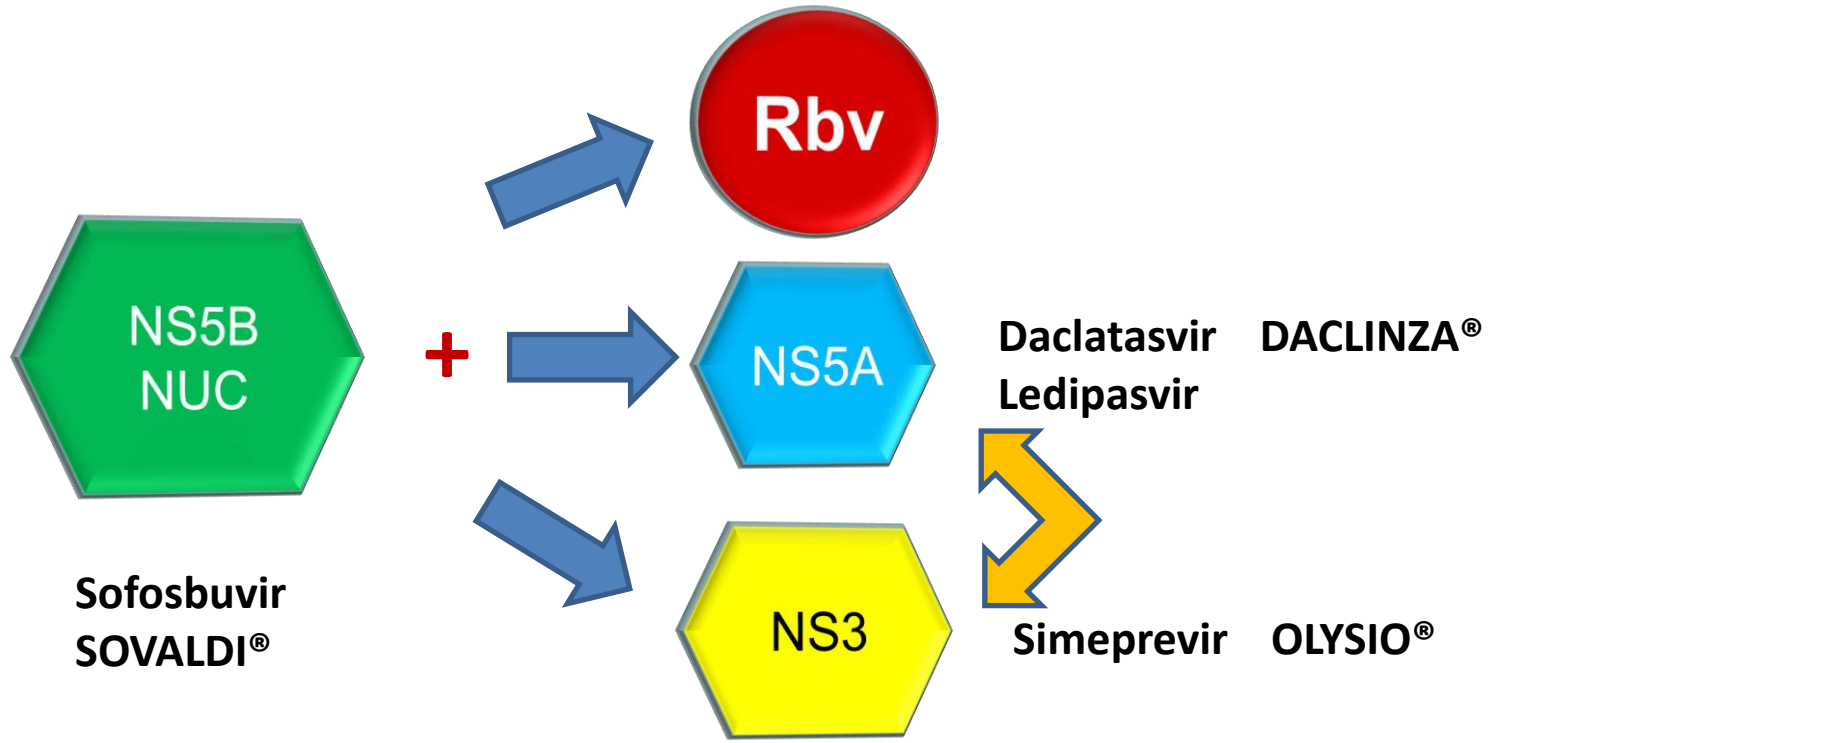 Rbv
NS5B
NUC
+
NS5A
Daclatasvir DACLINZA®
Ledipasvir
Sofosbuvir
SOVALDI®
NS3
Simeprevir OLYSIO®